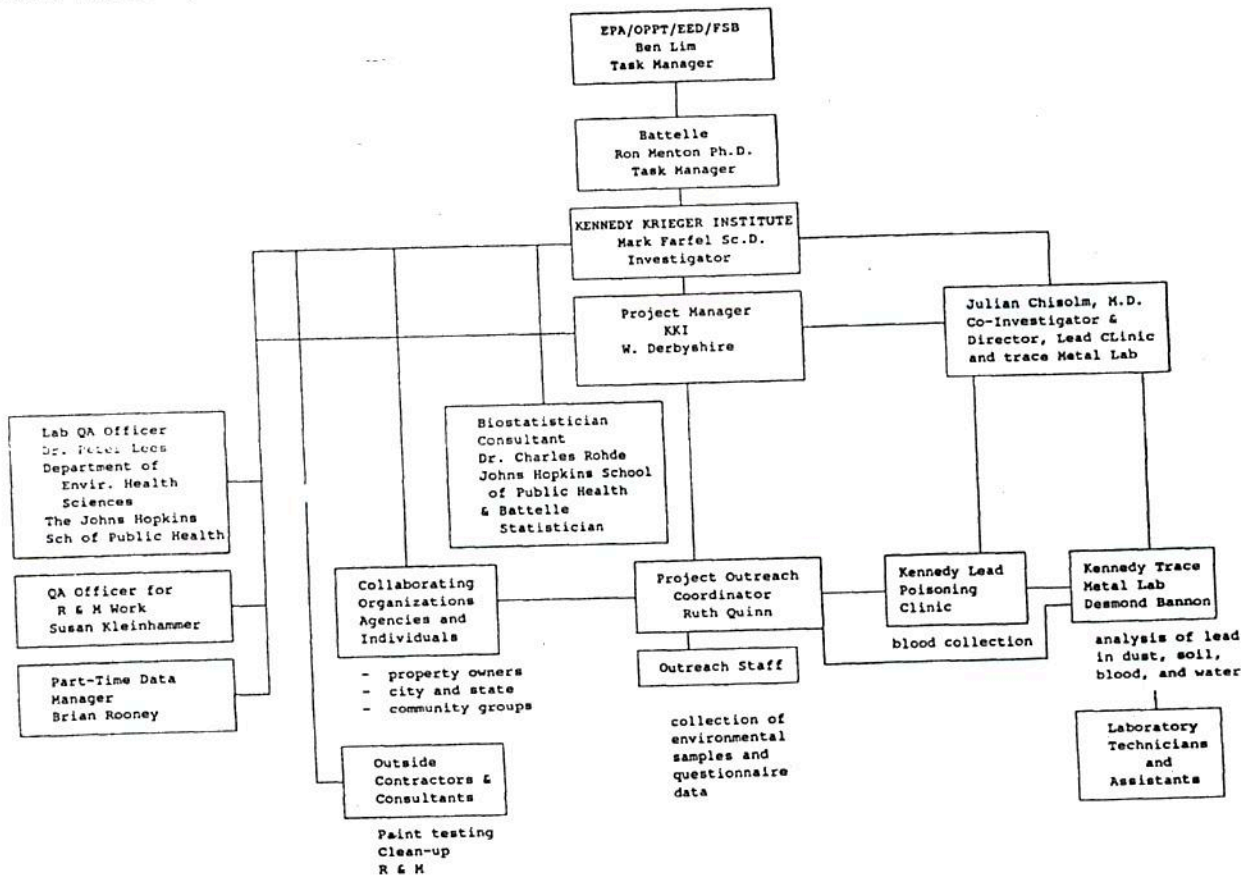 EPA/OPPT/EED/FSB
Ben Lim
Task Manager
Battelle
Ron Menton Ph.D.
Task Manager
KENNEDY KRIEGER INSTITUTE
Mark Farfel Sc.D.
Investigator
Project Manager
KKI
W. Derbyshire
Julian Chisolm, M.D.
Co-Investigator &
Director, Lead CLinic
and trace Metal Lab
Lab QA Officer
Dr. Peter Lees
Department of
Envir. Health
Sciences
The Johns Hopkins
Sch of Public Health
Biostatistician
Consultant
Dr. Charles Rohde
Johns Hopkins School
of Public Health
& Battelle
Statistician
QA Officer for
R & M Work
Susan Kleinhammer
Part-Time Data
Manager
Brian Rooney
Collaborating
Organizations
Agencies and
Individuals
- property owners
- city and state
- community groups
Project Outreach
Coordinator
Ruth Quinn
Outreach Staff
collection of
environmental
samples and
questionnaire
data
Kennedy Lead
Poisoning
Clinic
blood collection
Kennedy Trace
Metal Lab
Desmond Bannon
analysis of lead
in dust, soil,
blood, and water
Laboratory
Technicians
and
Assistants
Outside
Contractors &
Consultants
Paint testing
Clean-up
R & M